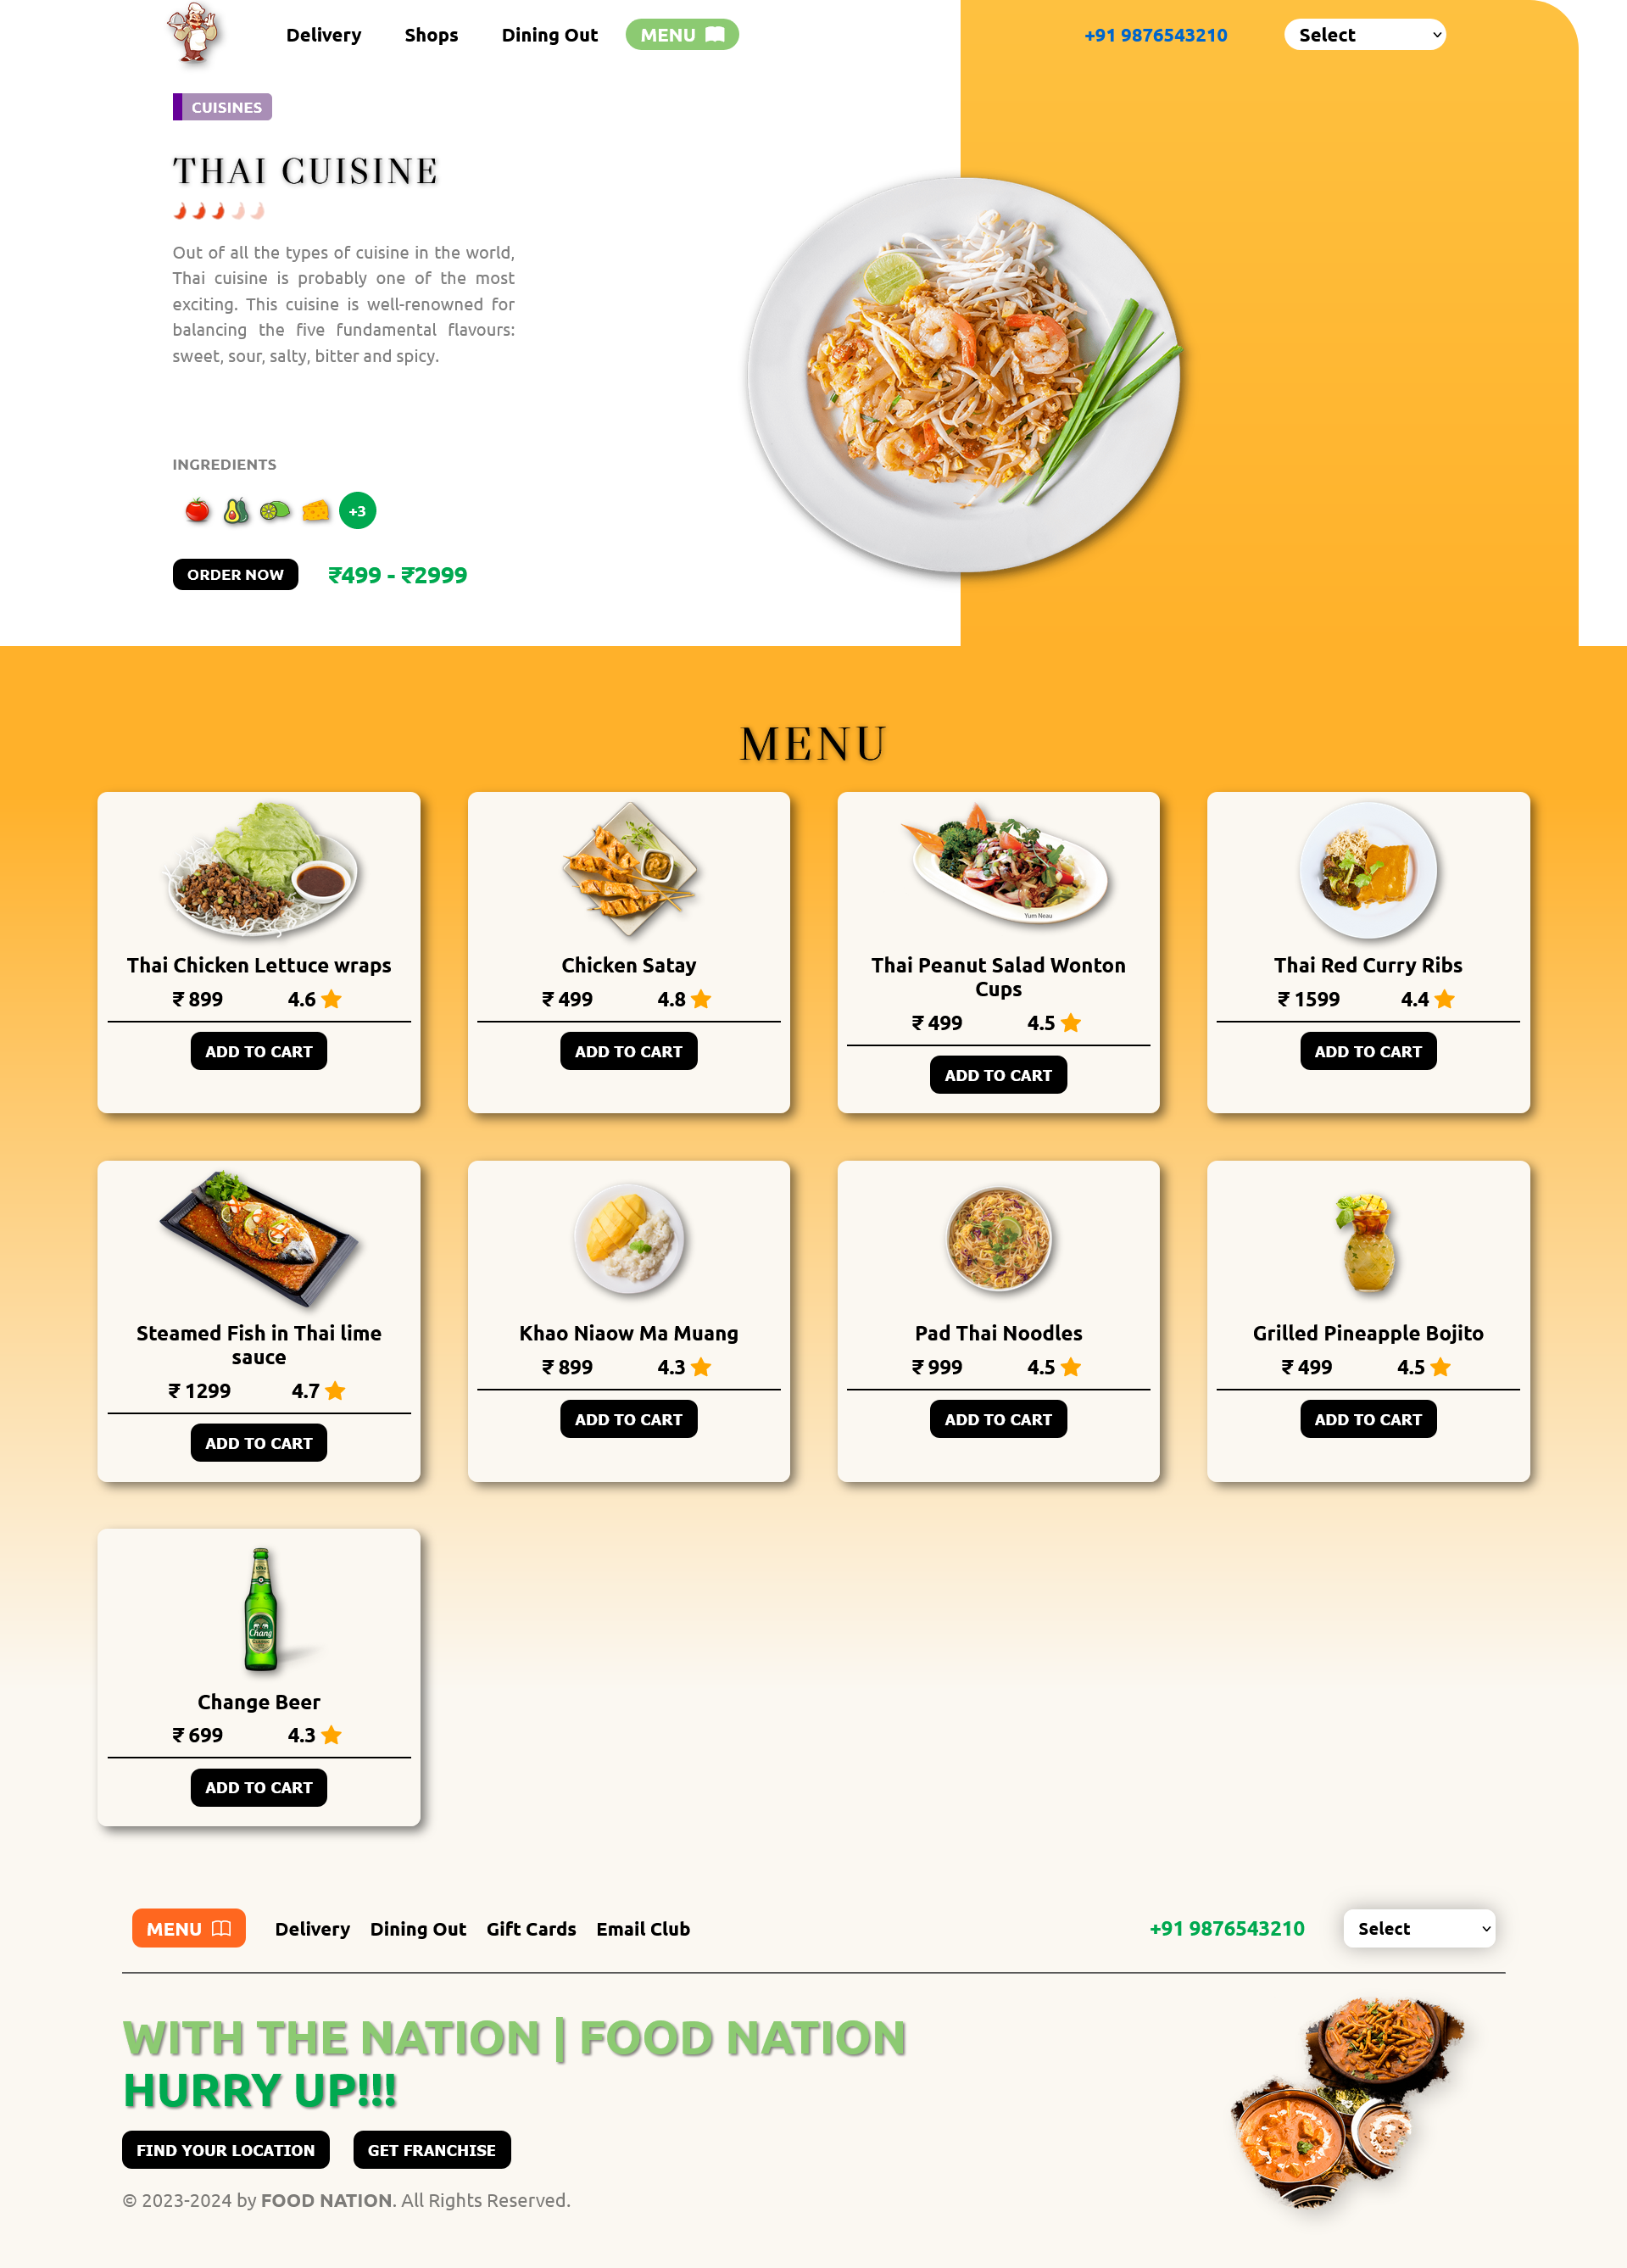 Delivery Shops Dining Out MENU +91 9876543210 Select
CUISINES
THAI CUISINE
Out of all the types of cuisine in the world,
Thai cuisine is probably one of the most
exciting. This cuisine is well-renowned for
balancing the five fundamental flavours:
sweet, sour, salty, bitter and spicy.
INGREDIENTS
+3
ORDER NOW ₹499 - ₹2999
MENU
Yum Neau
Thai Chicken Lettuce wraps
₹ 899 4.6
ADD TO CART
Chicken Satay
₹ 499 4.8
ADD TO CART
Thai Peanut Salad Wonton
Cups
₹ 499 4.5
ADD TO CART
Thai Red Curry Ribs
₹ 1599 4.4
ADD TO CART
Steamed Fish in Thai lime
sauce
₹ 1299 4.7
ADD TO CART
Khao Niaow Ma Muang
₹ 899 4.3
ADD TO CART
Pad Thai Noodles
₹ 999 4.5
ADD TO CART
Grilled Pineapple Bojito
₹ 499 4.5
ADD TO CART
Chang
Change Beer
₹ 699 4.3
ADD TO CART
MENU Delivery Dining Out Gift Cards Email Club +91 9876543210 Select
WITH THE NATION | FOOD NATION
HURRY UP!!!
FIND YOUR LOCATION GET FRANCHISE
© 2023-2024 by FOOD NATION. All Rights Reserved.